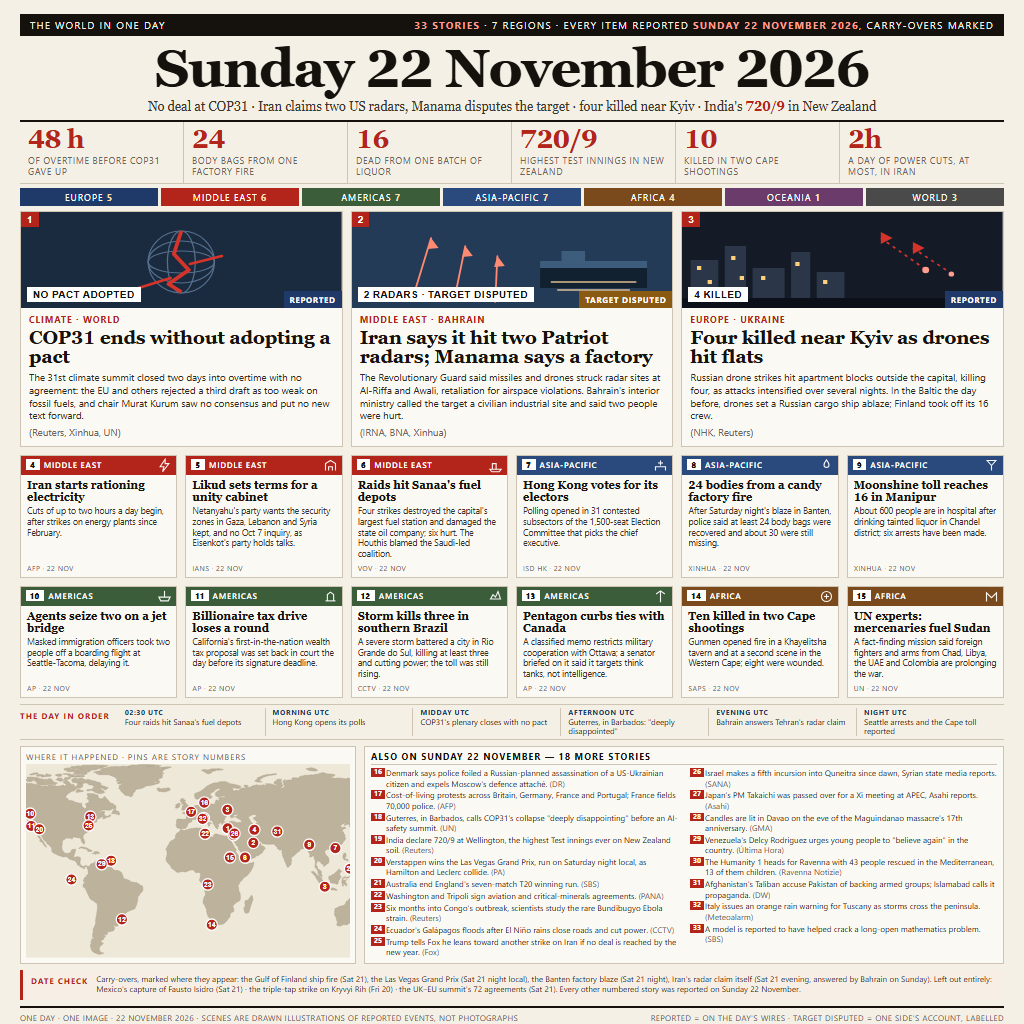 THE WORLD IN ONE DAY
33 STORIES · 7 REGIONS · EVERY ITEM REPORTED SUNDAY 22 NOVEMBER 2026, CARRY-OVERS MARKED
Sunday 22 November 2026
No deal at COP31 · Iran claims two US radars, Manama disputes the target · four killed near Kyiv · India's 720/9 in New Zealand
48 h
OF OVERTIME BEFORE COP31
GAVE UP
24
BODY BAGS FROM ONE
FACTORY FIRE
16
DEAD FROM ONE BATCH OF
LIQUOR
720/9
HIGHEST TEST INNINGS IN NEW
ZEALAND
10
KILLED IN TWO CAPE
SHOOTINGS
2h
A DAY OF POWER CUTS, AT
MOST, IN IRAN
EUROPE 5
MIDDLE EAST 6
AMERICAS 7
ASIA-PACIFIC 7
AFRICA 4
OCEANIA 1
WORLD 3
1
NO PACT ADOPTED
REPORTED
CLIMATE · WORLD
COP31 ends without adopting a
pact
The 31st climate summit closed two days into overtime with no
agreement: the EU and others rejected a third draft as too weak on
fossil fuels, and chair Murat Kurum saw no consensus and put no new
text forward.
(Reuters, Xinhua, UN)
2
2 RADARS · TARGET DISPUTED
TARGET DISPUTED
MIDDLE EAST · BAHRAIN
Iran says it hit two Patriot
radars; Manama says a factory
The Revolutionary Guard said missiles and drones struck radar sites at
Al-Riffa and Awali, retaliation for airspace violations. Bahrain's interior
ministry called the target a civilian industrial site and said two people
were hurt.
(IRNA, BNA, Xinhua)
3
4 KILLED
REPORTED
EUROPE · UKRAINE
Four killed near Kyiv as drones
hit flats
Russian drone strikes hit apartment blocks outside the capital, killing
four, as attacks intensified over several nights. In the Baltic the day
before, drones set a Russian cargo ship ablaze; Finland took off its 16
crew.
(NHK, Reuters)
4 MIDDLE EAST
Iran starts rationing
electricity
Cuts of up to two hours a day begin,
after strikes on energy plants since
February.
AFP · 22 NOV
5 MIDDLE EAST
Likud sets terms for a
unity cabinet
Netanyahu's party wants the security
zones in Gaza, Lebanon and Syria
kept, and no Oct 7 inquiry, as
Eisenkot's party holds talks.
IANS · 22 NOV
6 MIDDLE EAST
Raids hit Sanaa's fuel
depots
Four strikes destroyed the capital's
largest fuel station and damaged the
state oil company; six hurt. The
Houthis blamed the Saudi-led
coalition.
VOV · 22 NOV
7 ASIA-PACIFIC
Hong Kong votes for its
electors
Polling opened in 31 contested
subsectors of the 1,500-seat Election
Committee that picks the chief
executive.
ISD HK · 22 NOV
8 ASIA-PACIFIC
24 bodies from a candy
factory fire
After Saturday night's blaze in Banten,
police said at least 24 body bags were
recovered and about 30 were still
missing.
XINHUA · 22 NOV
9 ASIA-PACIFIC
Moonshine toll reaches
16 in Manipur
About 600 people are in hospital after
drinking tainted liquor in Chandel
district; six arrests have been made.
XINHUA · 22 NOV
10 AMERICAS
Agents seize two on a jet
bridge
Masked immigration officers took two
people off a boarding flight at
Seattle-Tacoma, delaying it.
AP · 22 NOV
11 AMERICAS
Billionaire tax drive
loses a round
California's first-in-the-nation wealth
tax proposal was set back in court the
day before its signature deadline.
AP · 22 NOV
12 AMERICAS
Storm kills three in
southern Brazil
A severe storm battered a city in Rio
Grande do Sul, killing at least three
and cutting power; the toll was still
rising.
CCTV · 22 NOV
13 AMERICAS
Pentagon curbs ties with
Canada
A classified memo restricts military
cooperation with Ottawa; a senator
briefed on it said it targets think
tanks, not intelligence.
AP · 22 NOV
14 AFRICA
Ten killed in two Cape
shootings
Gunmen opened fire in a Khayelitsha
tavern and at a second scene in the
Western Cape; eight were wounded.
SAPS · 22 NOV
15 AFRICA
UN experts:
mercenaries fuel Sudan
A fact-finding mission said foreign
fighters and arms from Chad, Libya,
the UAE and Colombia are prolonging
the war.
UN · 22 NOV
THE DAY IN ORDER
02:30 UTC
Four raids hit Sanaa's fuel depots
MORNING UTC
Hong Kong opens its polls
MIDDAY UTC
COP31's plenary closes with no pact
AFTERNOON UTC
Guterres, in Barbados: "deeply
disappointed"
EVENING UTC
Bahrain answers Tehran's radar claim
NIGHT UTC
Seattle arrests and the Cape toll
reported
WHERE IT HAPPENED · PINS ARE STORY NUMBERS
ALSO ON SUNDAY 22 NOVEMBER — 18 MORE STORIES
16 Denmark says police foiled a Russian-planned assassination of a US-Ukrainian
citizen and expels Moscow's defence attaché. (DR)
17 Cost-of-living protests across Britain, Germany, France and Portugal; France fields
70,000 police. (AFP)
18 Guterres, in Barbados, calls COP31's collapse "deeply disappointing" before an AI-
safety summit. (UN)
19 India declare 720/9 at Wellington, the highest Test innings ever on New Zealand
soil. (Reuters)
20 Verstappen wins the Las Vegas Grand Prix, run on Saturday night local, as
Hamilton and Leclerc collide. (PA)
21 Australia end England's seven-match T20 winning run. (SBS)
22 Washington and Tripoli sign aviation and critical-minerals agreements. (PANA)
23 Six months into Congo's outbreak, scientists study the rare Bundibugyo Ebola
strain. (Reuters)
24 Ecuador's Galápagos floods after El Niño rains close roads and cut power. (CCTV)
25 Trump tells Fox he leans toward another strike on Iran if no deal is reached by the
new year. (Fox)
26 Israel makes a fifth incursion into Quneitra since dawn, Syrian state media reports.
(SANA)
27 Japan's PM Takaichi was passed over for a Xi meeting at APEC, Asahi reports.
(Asahi)
28 Candles are lit in Davao on the eve of the Maguindanao massacre's 17th
anniversary. (GMA)
29 Venezuela's Delcy Rodríguez urges young people to "believe again" in the
country. (Ultima Hora)
30 The Humanity 1 heads for Ravenna with 43 people rescued in the Mediterranean,
13 of them children. (Ravenna Notizie)
31 Afghanistan's Taliban accuse Pakistan of backing armed groups; Islamabad calls it
propaganda. (DW)
32 Italy issues an orange rain warning for Tuscany as storms cross the peninsula.
(Meteoalarm)
33 A model is reported to have helped crack a long-open mathematics problem.
(SBS)
DATE CHECK
Carry-overs, marked where they appear: the Gulf of Finland ship fire (Sat 21), the Las Vegas Grand Prix (Sat 21 night local), the Banten factory blaze (Sat 21 night), Iran's radar claim itself (Sat 21 evening, answered by Bahrain on Sunday). Left out entirely:
Mexico's capture of Fausto Isidro (Sat 21) · the triple-tap strike on Kryvyi Rih (Fri 20) · the UK–EU summit's 72 agreements (Sat 21). Every other numbered story was reported on Sunday 22 November.
ONE DAY · ONE IMAGE · 22 NOVEMBER 2026 · SCENES ARE DRAWN ILLUSTRATIONS OF REPORTED EVENTS, NOT PHOTOGRAPHS
REPORTED = ON THE DAY'S WIRES · TARGET DISPUTED = ONE SIDE'S ACCOUNT, LABELLED